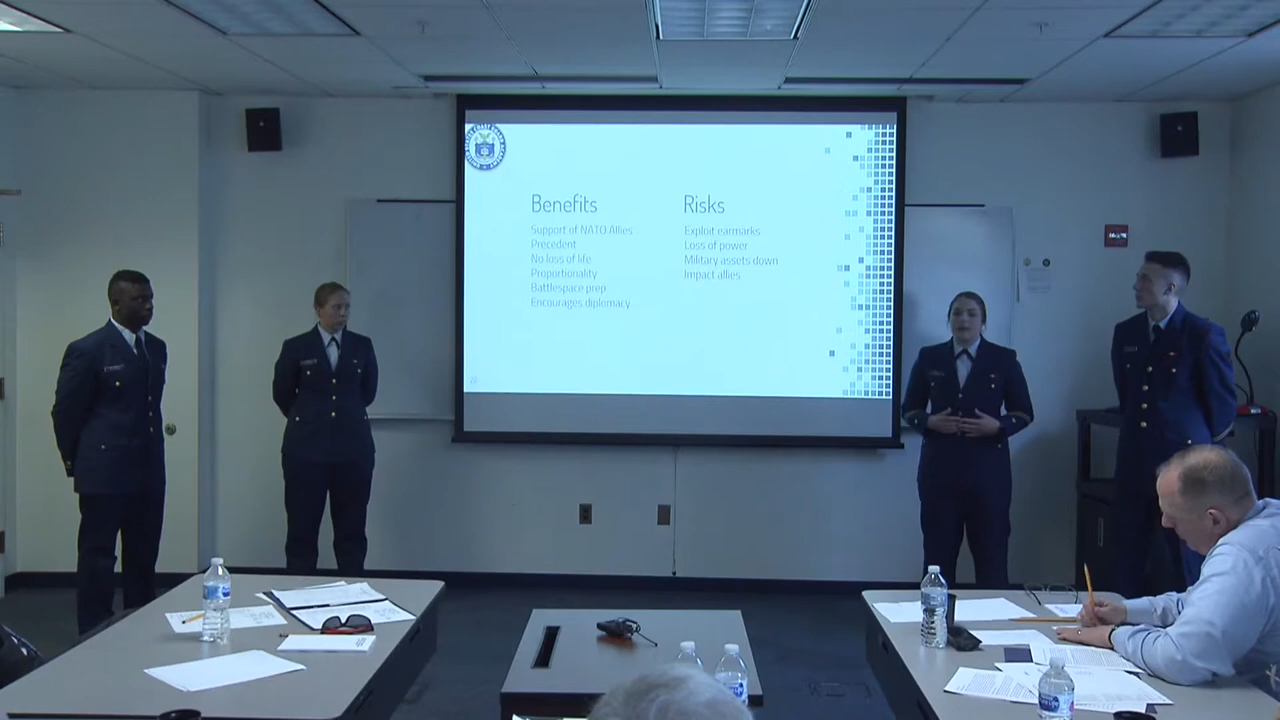 Benefits
Support of NATO Allies
Precedent
No loss of life
Proportionality
Battlespace prep
Encourages diplomacy
Risks
Exploit earmarks
Loss of power
Military assets down
Impact allies